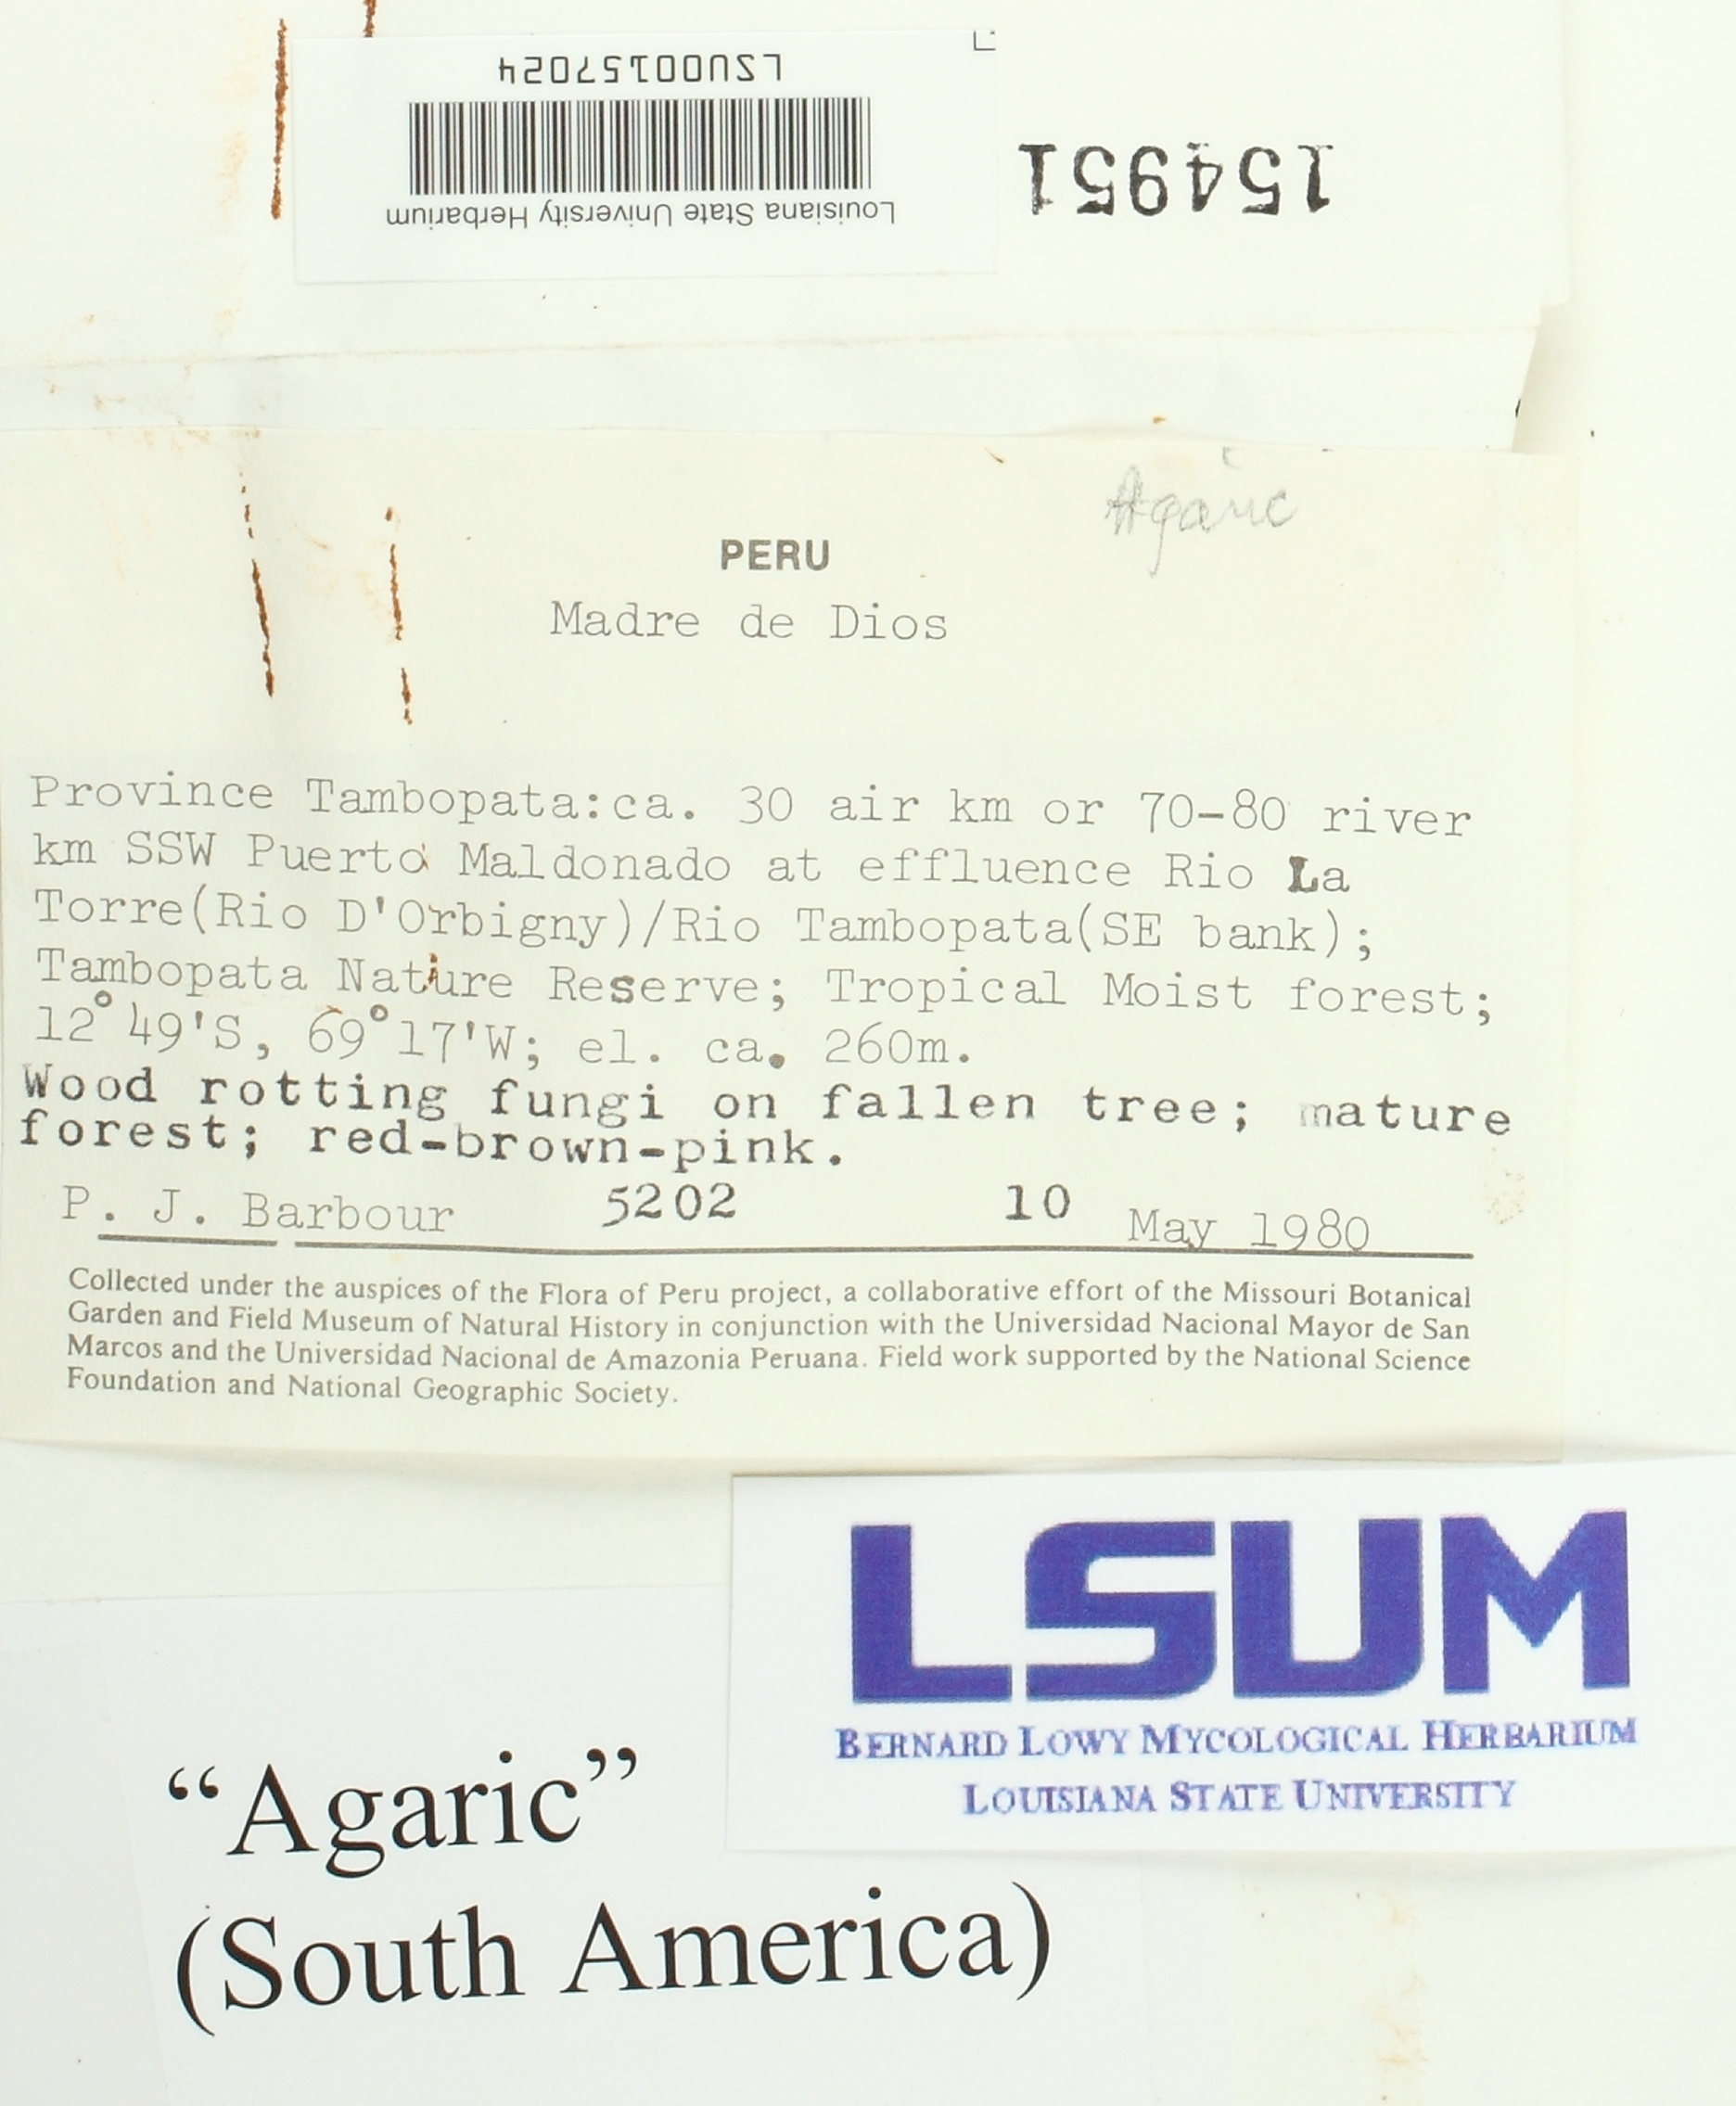 LSU00157024
Louisiana State University Herbarium
154951
Agaric
PERU
Madre de Dios
Province Tambopata:ca. 30 air km or 70-80 river
km SSW Puerto Maldonado at effluence Rio La
Torre(Rio D'Orbigny)/Rio Tambopata(SE bank);
Tambopata Nature Reserve; Tropical Moist forest;
12°49'S, 69°17'W; el. ca. 260m.
Wood rotting fungi on fallen tree; mature
forest; red-brown-pink.
P. J. Barbour 5202 10 May 1980
Collected under the auspices of the Flora of Peru project, a collaborative effort of the Missouri Botanical
Garden and Field Museum of Natural History in conjunction with the Universidad Nacional Mayor de San
Marcos and the Universidad Nacional de Amazonia Peruana. Field work supported by the National Science
Foundation and National Geographic Society.
LSUM
BERNARD LOWY MYCOLOGICAL HERBARIUM
LOUISIANA STATE UNIVERSITY
“Agaric”
(South America)